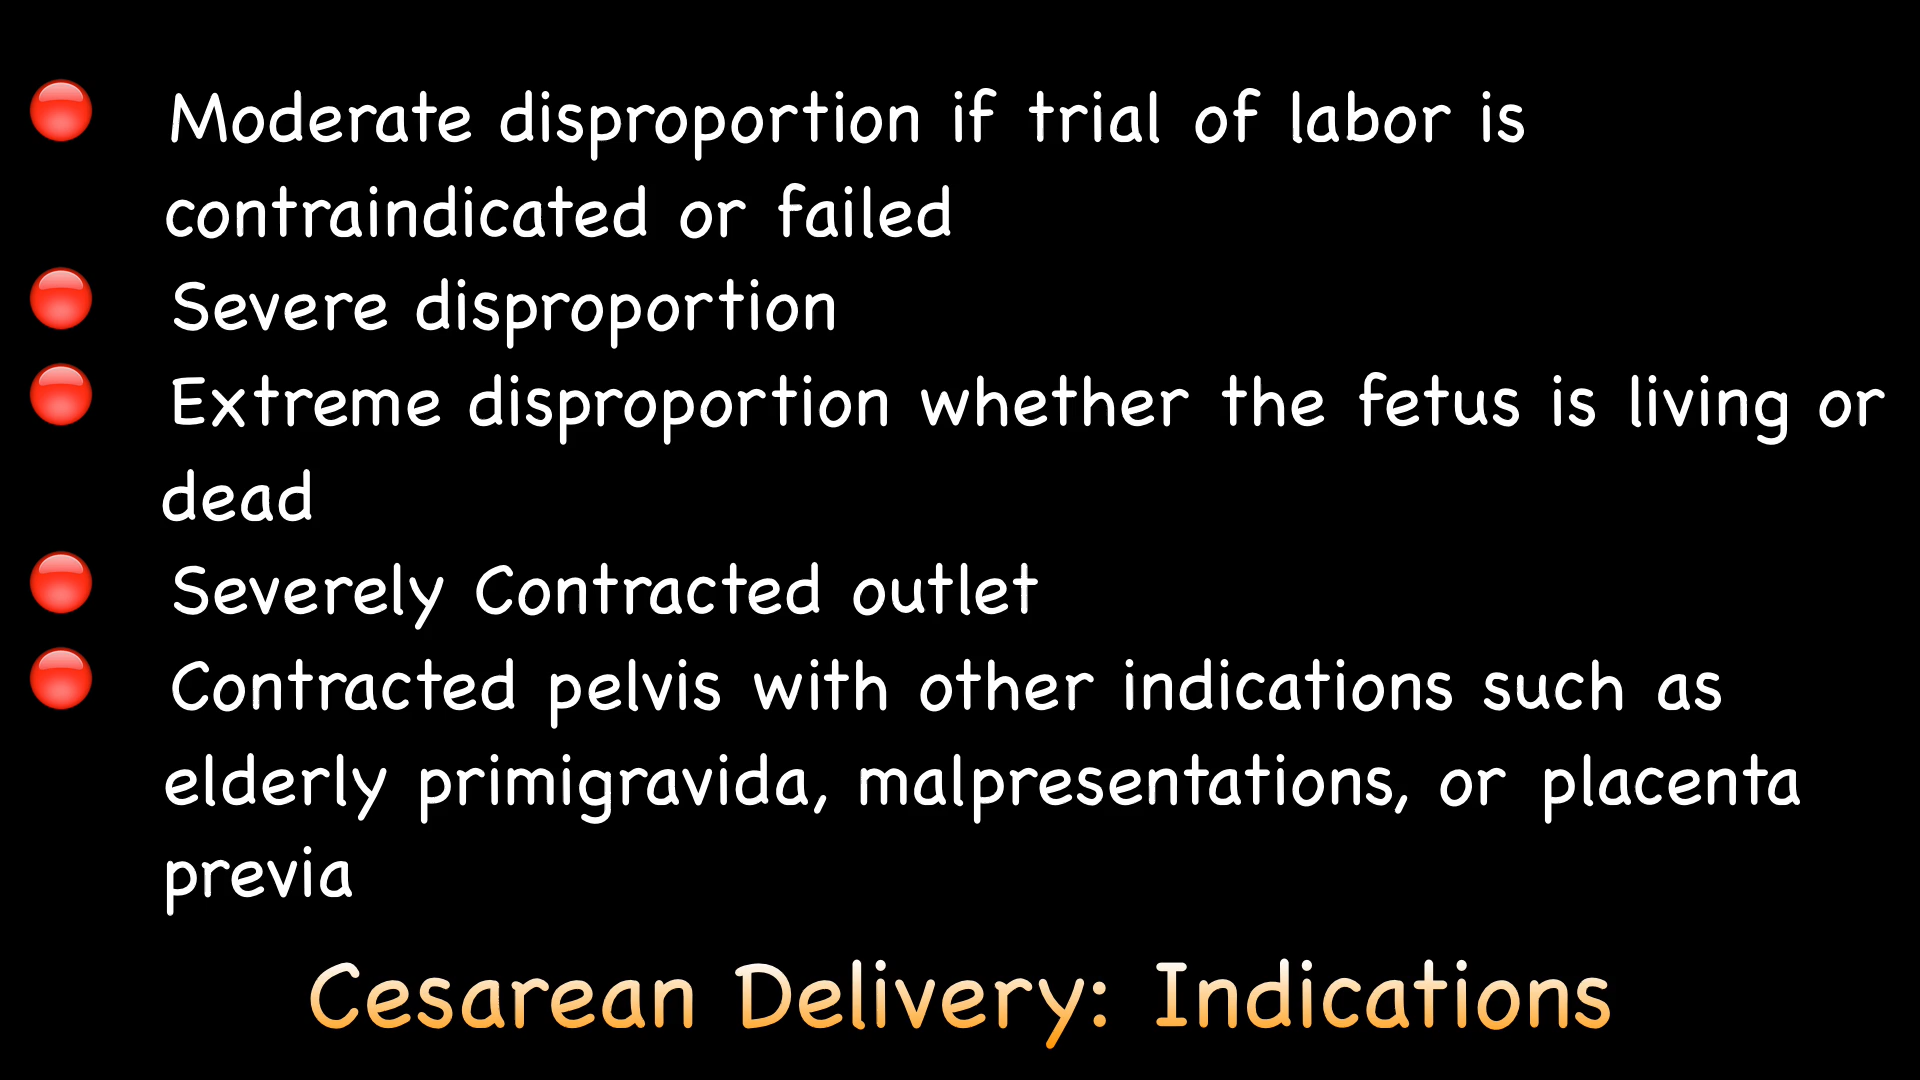 Moderate disproportion if trial of labor is
contraindicated or failed
Severe disproportion
Extreme disproportion whether the fetus is living or
dead
Severely Contracted outlet
Contracted pelvis with other indications such as
elderly primigravida, malpresentations, or placenta
previa
Cesarean Delivery: Indications